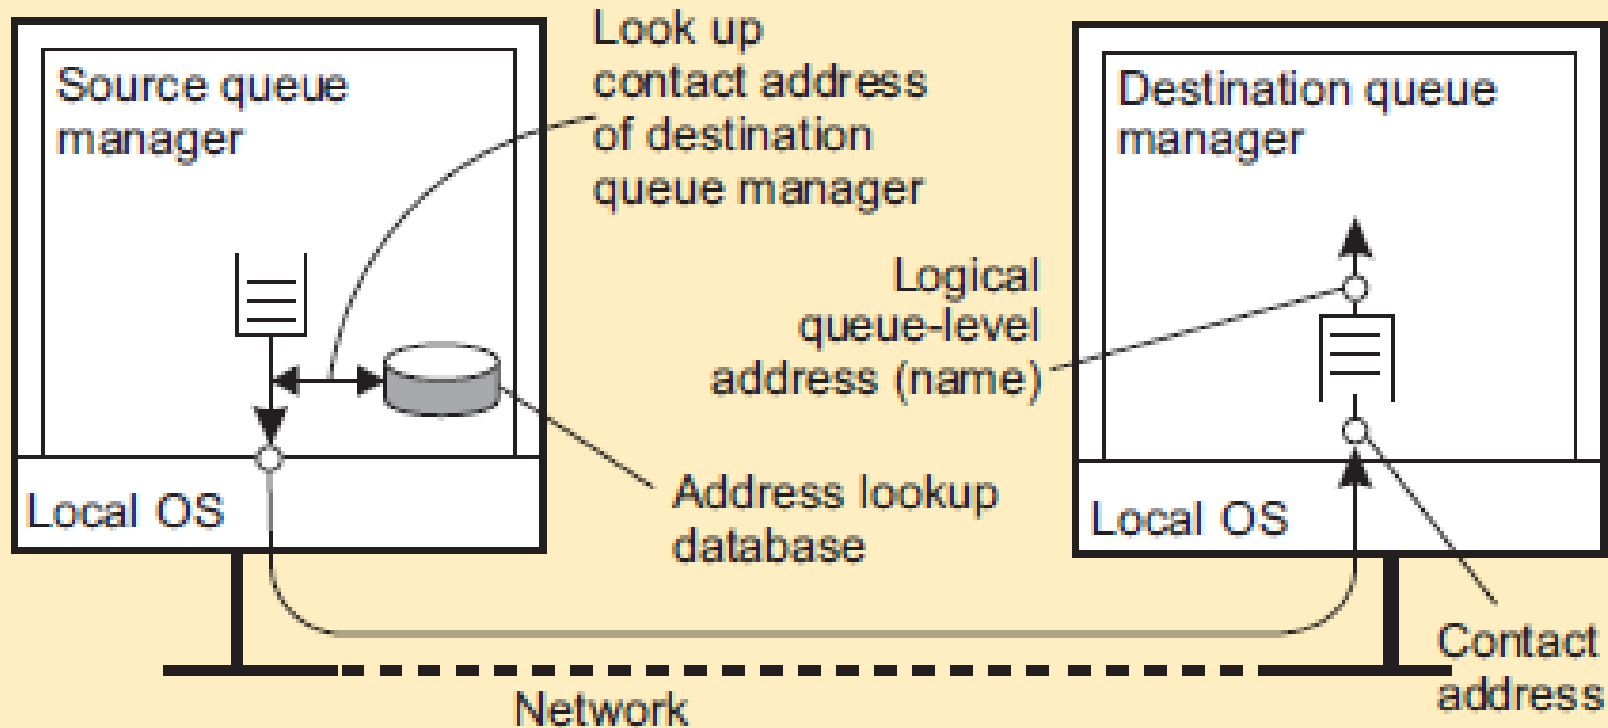 Source queue
manager
Look up
contact address
of destination
queue manager
Destination queue
manager
Logical
queue-level
address (name)
Address lookup
database
Local OS
Local OS
Network
Contact
address